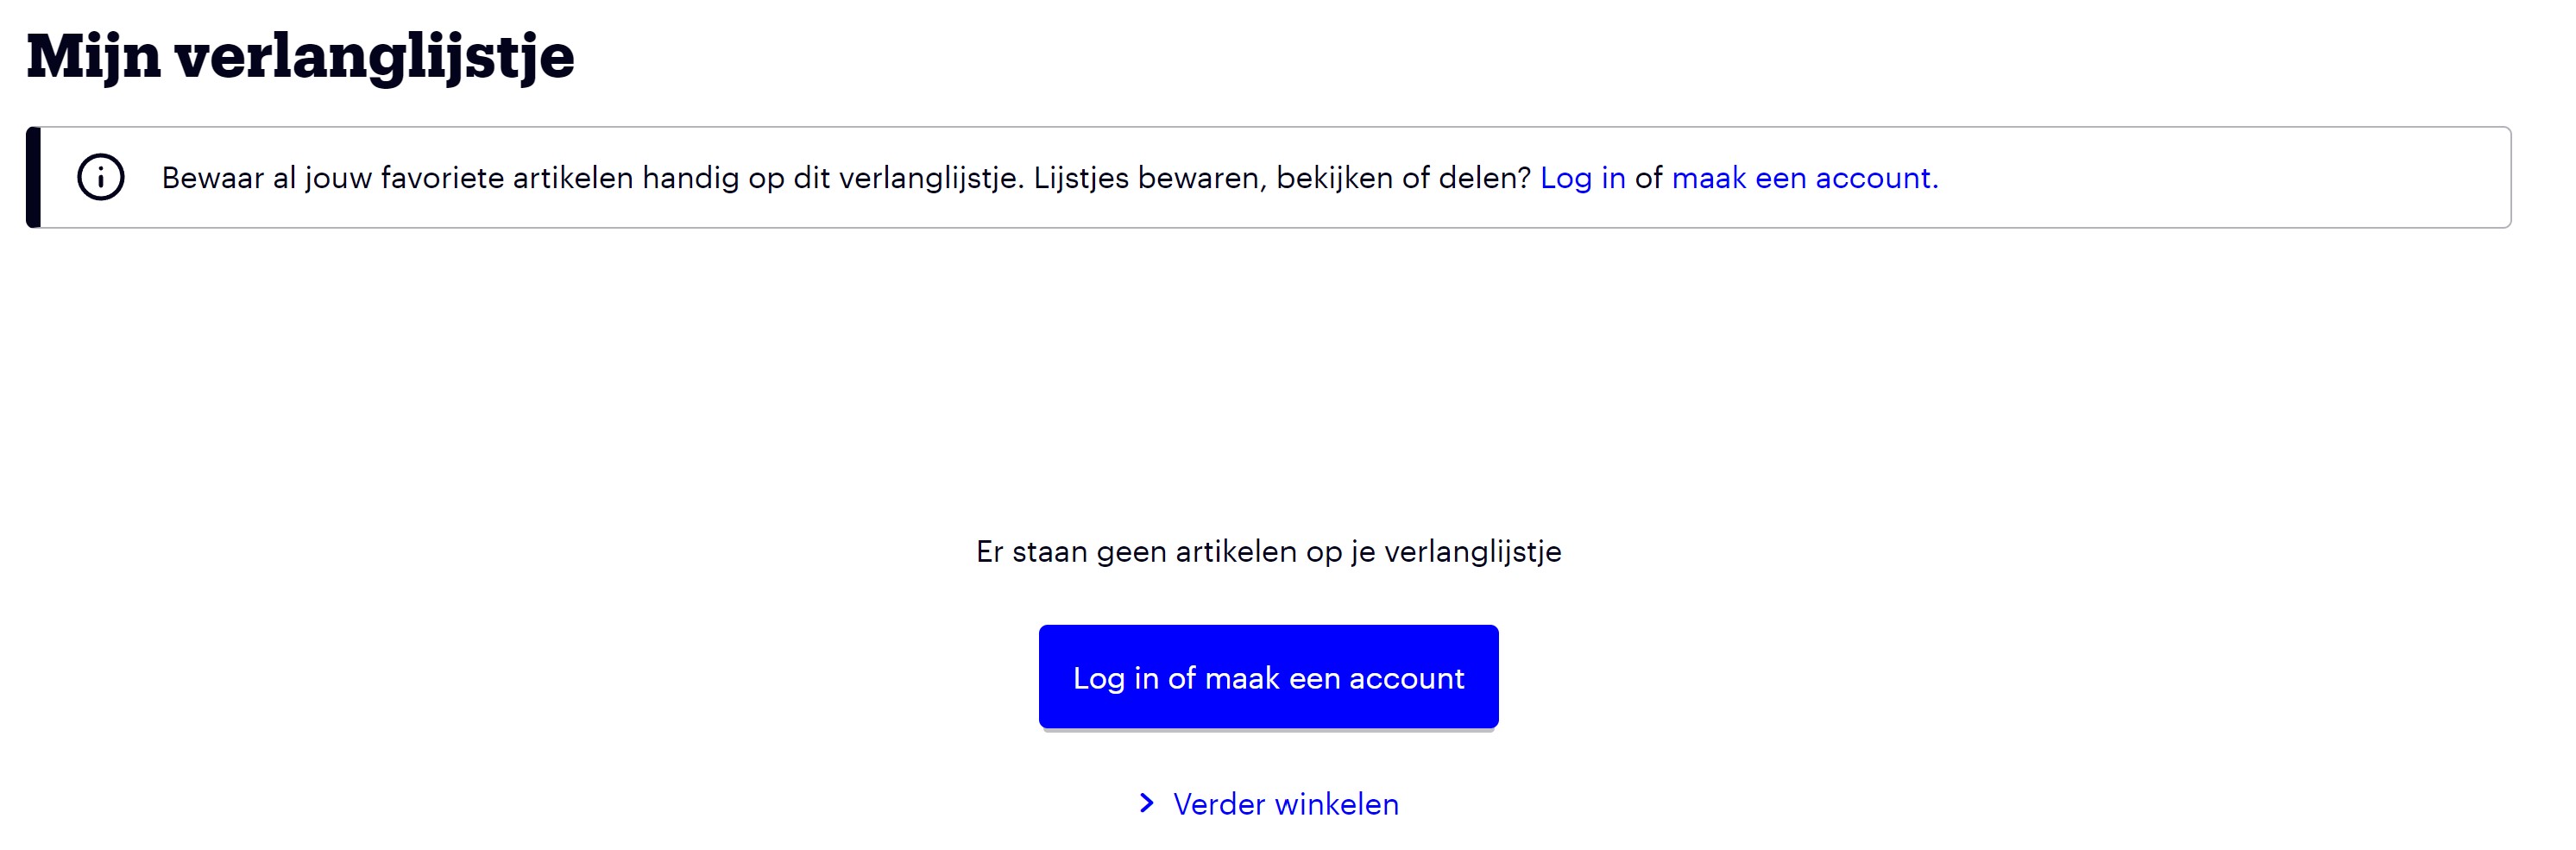 Mijn verlanglijstje
Bewaar al jouw favoriete artikelen handig op dit verlanglijstje. Lijstjes bewaren, bekijken of delen? Log in of maak een account.
Er staan geen artikelen op je verlanglijstje
Log in of maak een account
Verder winkelen